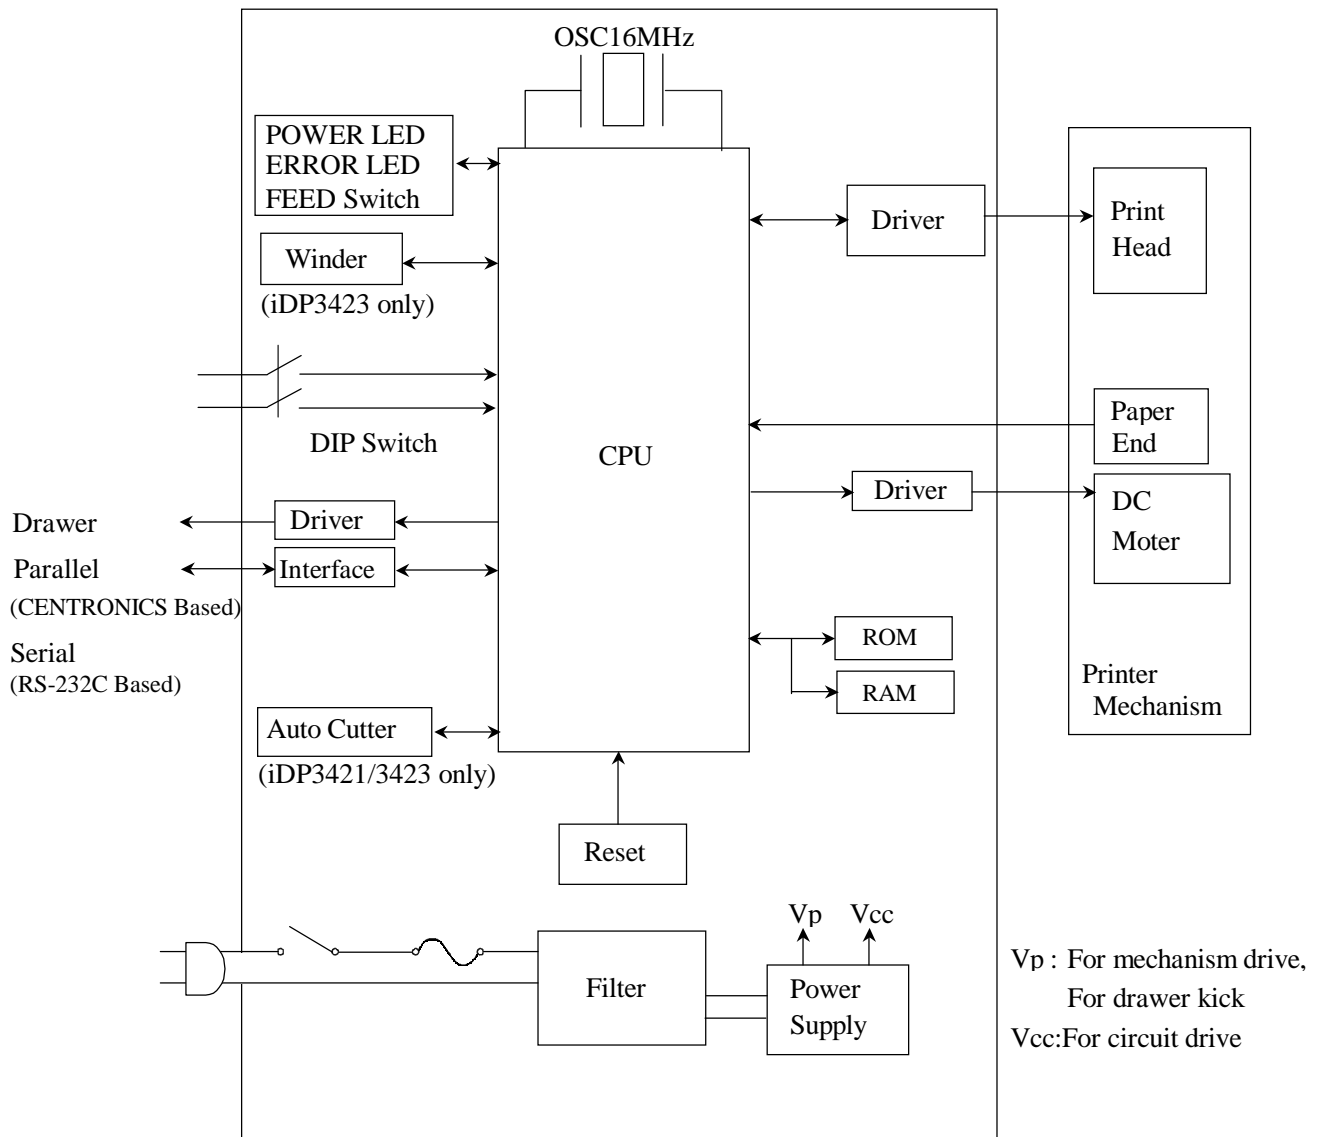 OSC16MHz
POWER LED
ERROR LED
FEED Switch
Winder
(iDP3423 only)
DIP Switch
Drawer
Driver
Parallel
Interface
(CENTRONICS Based)
Serial
(RS-232C Based)
Auto Cutter
(iDP3421/3423 only)
CPU
Driver
Print
Head
Paper
End
Driver
DC
Moter
ROM
RAM
Printer
Mechanism
Reset
Vp
Vcc
Filter
Power
Supply
Vp : For mechanism drive,
For drawer kick
Vcc:For circuit drive